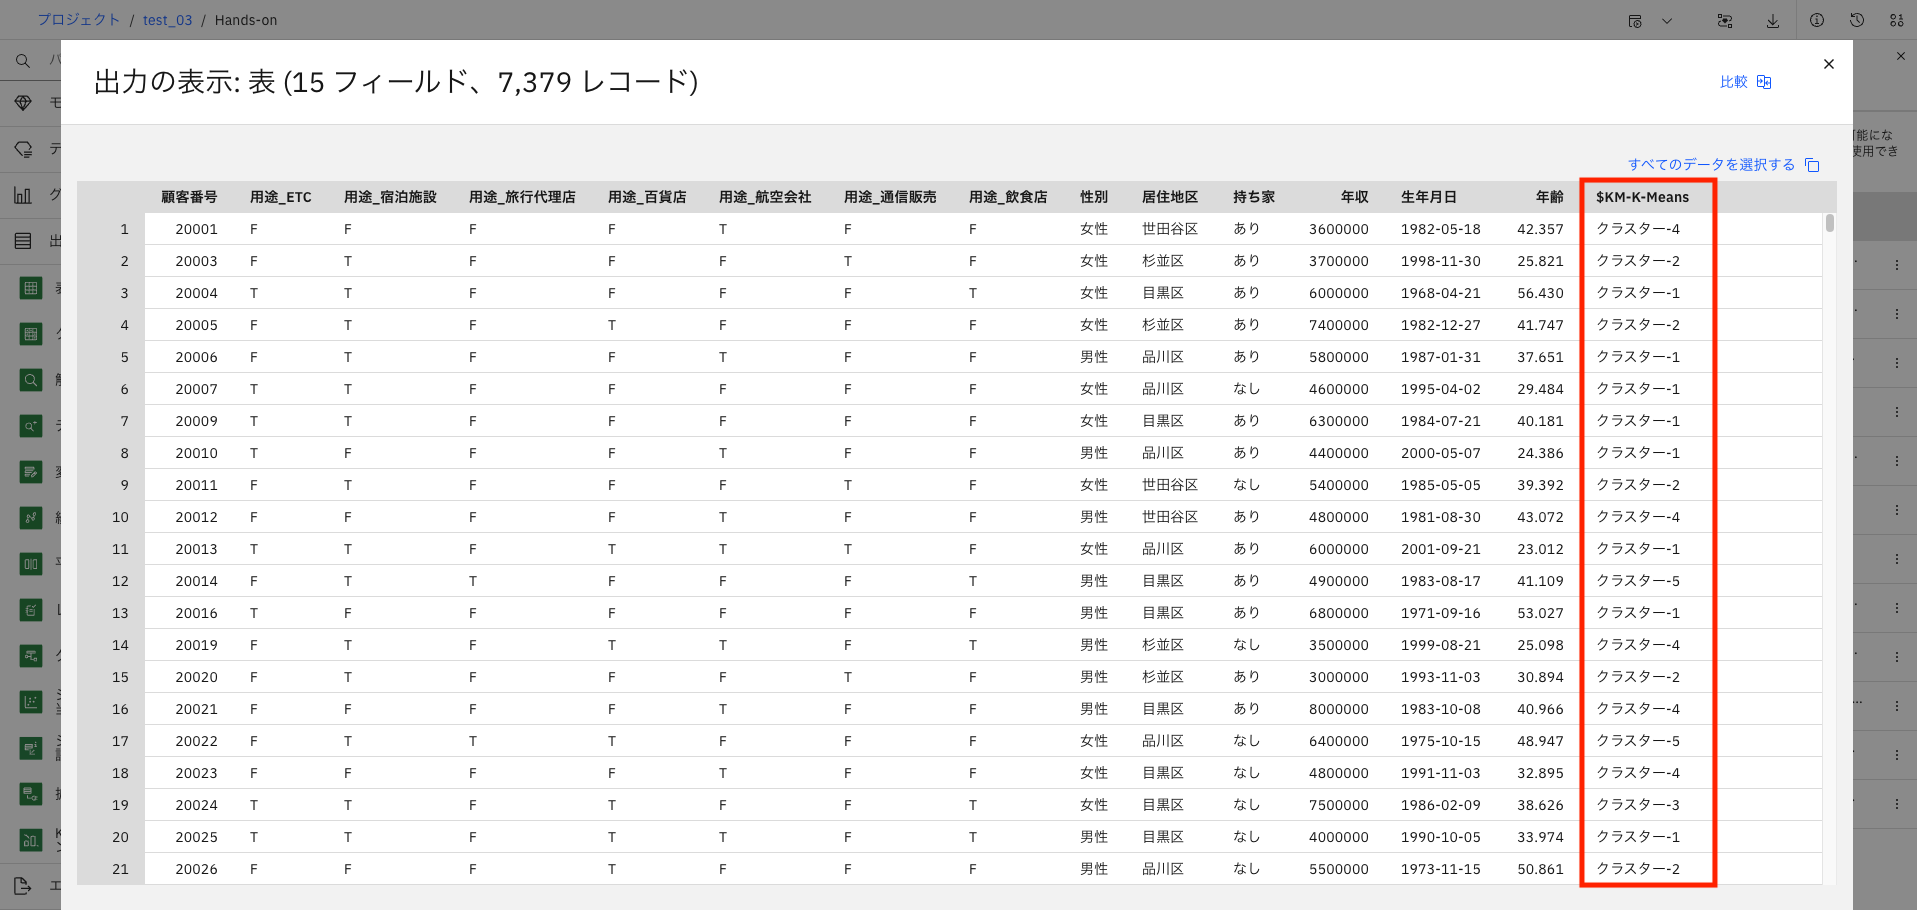 プロジェクト / test_03 / Hands-on
出力の表示: 表 (15 フィールド、7,379 レコード)
比較
すべてのデータを選択する
顧客番号 用途_ETC 用途_宿泊施設 用途_旅行代理店 用途_百貨店 用途_航空会社 用途_通信販売 用途_飲食店 性別 居住地区 持ち家 年収 生年月日 年齢 $KM-K-Means
1 20001 F F F F T F F 女性 世田谷区 あり 3600000 1982-05-18 42.357 クラスター-4
2 20003 F T F F F T F 女性 杉並区 あり 3700000 1998-11-30 25.821 クラスター-2
3 20004 T T F F F F T 女性 目黒区 あり 6000000 1968-04-21 56.430 クラスター-1
4 20005 F T F T F F F 女性 杉並区 あり 7400000 1982-12-27 41.747 クラスター-2
5 20006 F T F F T F F 男性 品川区 あり 5800000 1987-01-31 37.651 クラスター-1
6 20007 T T F F F F F 女性 品川区 なし 4600000 1995-04-02 29.484 クラスター-1
7 20009 T T F F F F F 女性 目黒区 あり 6300000 1984-07-21 40.181 クラスター-1
8 20010 T F F F T F F 男性 品川区 あり 4400000 2000-05-07 24.386 クラスター-1
9 20011 F T F F F T F 女性 世田谷区 なし 5400000 1985-05-05 39.392 クラスター-2
10 20012 F F F F T F F 男性 世田谷区 あり 4800000 1981-08-30 43.072 クラスター-4
11 20013 T T F T T T F 女性 品川区 あり 6000000 2001-09-21 23.012 クラスター-1
12 20014 F T T F F F T 男性 目黒区 あり 4900000 1983-08-17 41.109 クラスター-5
13 20016 T F F F F F F 男性 目黒区 あり 6800000 1971-09-16 53.027 クラスター-1
14 20019 F T F T T F T 男性 杉並区 なし 3500000 1999-08-21 25.098 クラスター-4
15 20020 F T F F F T F 男性 杉並区 あり 3000000 1993-11-03 30.894 クラスター-2
16 20021 F F F F T F F 男性 目黒区 あり 8000000 1983-10-08 40.966 クラスター-4
17 20022 F T T T F F F 女性 品川区 なし 6400000 1975-10-15 48.947 クラスター-5
18 20023 F F F F T F F 女性 目黒区 なし 4800000 1991-11-03 32.895 クラスター-4
19 20024 T T F T F F T 女性 目黒区 なし 7500000 1986-02-09 38.626 クラスター-3
20 20025 T T F T T F T 男性 目黒区 なし 4000000 1990-10-05 33.974 クラスター-1
21 20026 F F F T F F F 男性 品川区 なし 5500000 1973-11-15 50.861 クラスター-2